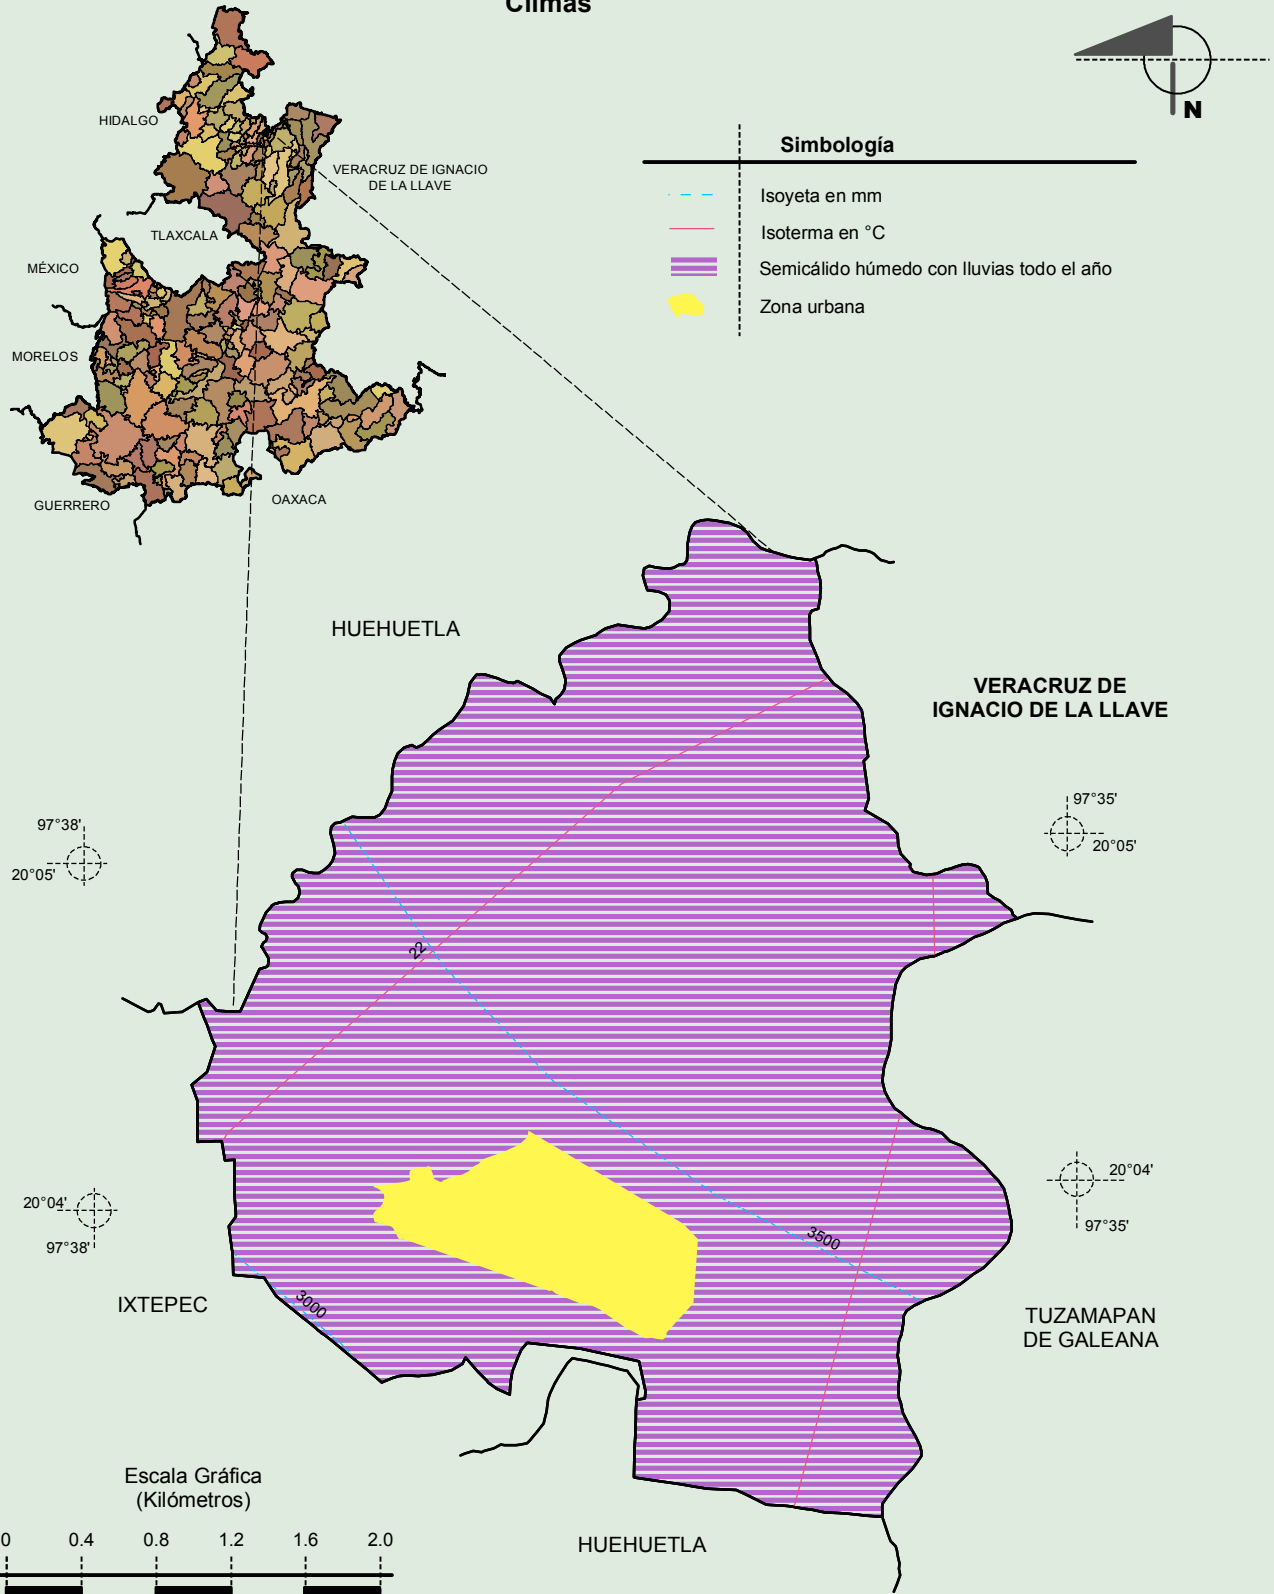 Climas
N
HIDALGO
VERACRUZ DE IGNACIO
DE LA LLAVE
TLAXCALA
MÉXICO
MORELOS
GUERRERO
OAXACA
Simbología
Isoyeta en mm
Isoterma en °C
Semicálido húmedo con lluvias todo el año
Zona urbana
HUEHUETLA
VERACRUZ DE
IGNACIO DE LA LLAVE
97°38'
20°05'
97°35'
20°05'
22
20°04'
97°38'
20°04'
97°35'
3500
3000
IXTEPEC
TUZAMAPAN
DE GALEANA
HUEHUETLA
Escala Gráfica
(Kilómetros)
0 0.4 0.8 1.2 1.6 2.0